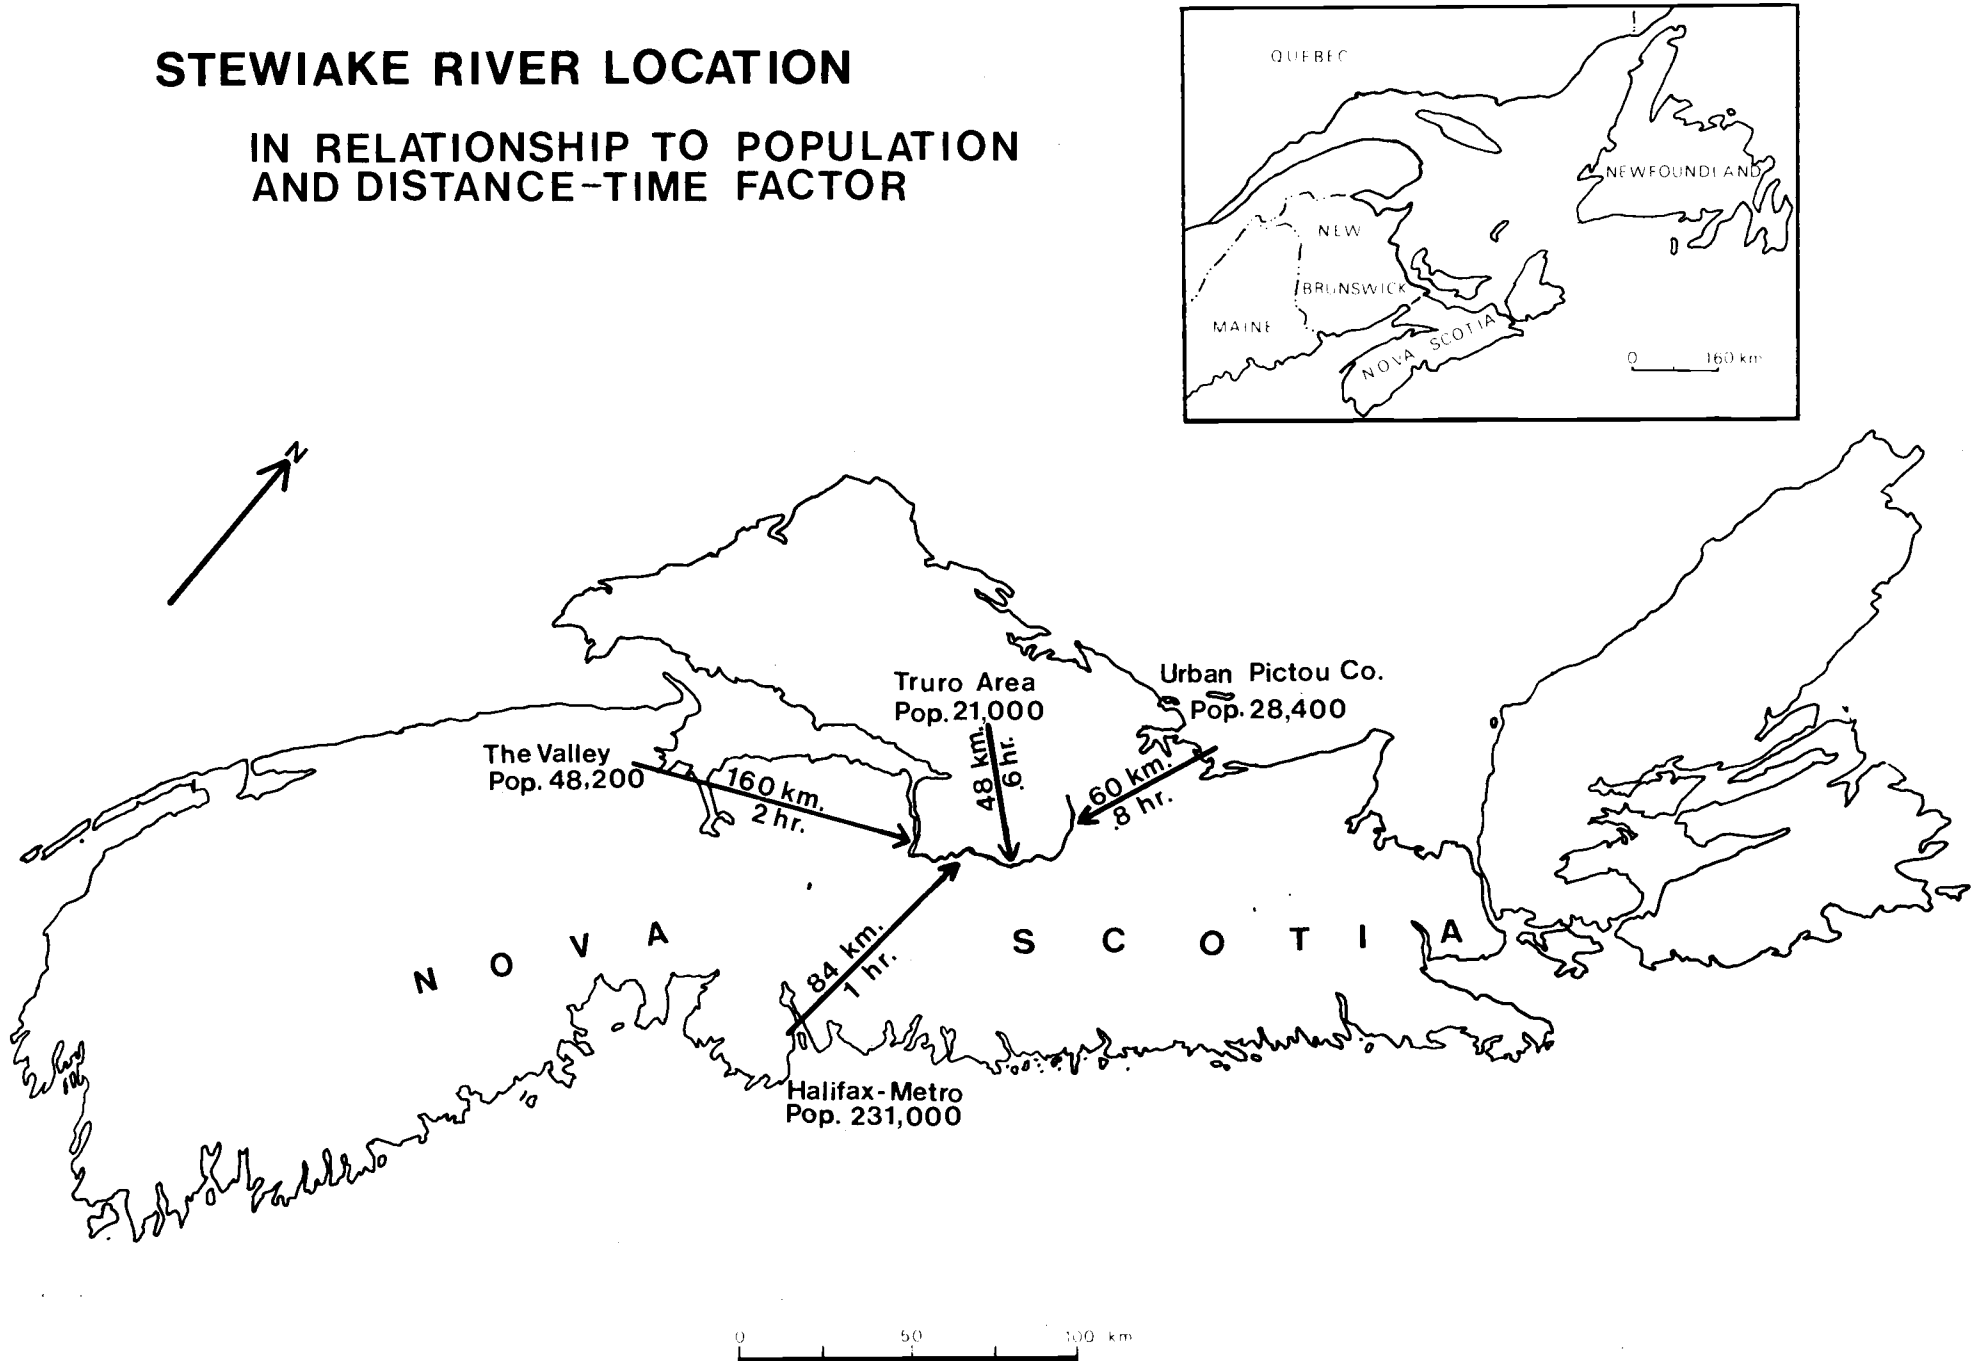 STEWIAKE RIVER LOCATION
IN RELATIONSHIP TO POPULATION
AND DISTANCE-TIME FACTOR
QUEBEC
NEWFOUNDLAND
NEW
BRUNSWICK
MAINE
NOVA SCOTIA
0 160 km
N
Truro Area
Pop. 21,000
Urban Pictou Co.
Pop. 28,400
The Valley
Pop. 48,200
160 km.
2 hr.
48 km.
.6 hr.
60 km.
.8 hr.
84 km.
1 hr.
NOVA SCOTIA
Halifax-Metro
Pop. 231,000
0 50 100 km